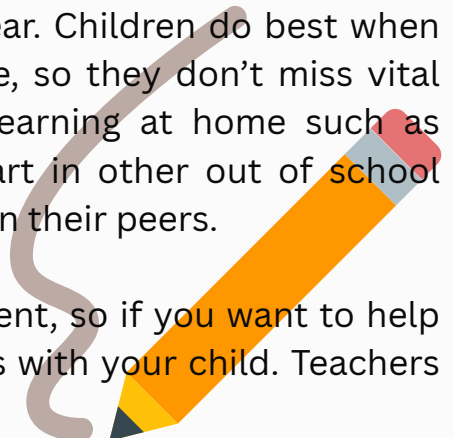 ear. Children do best when
e, so they don’t miss vital
earning at home such as
art in other out of school
n their peers.
ent, so if you want to help
s with your child. Teachers